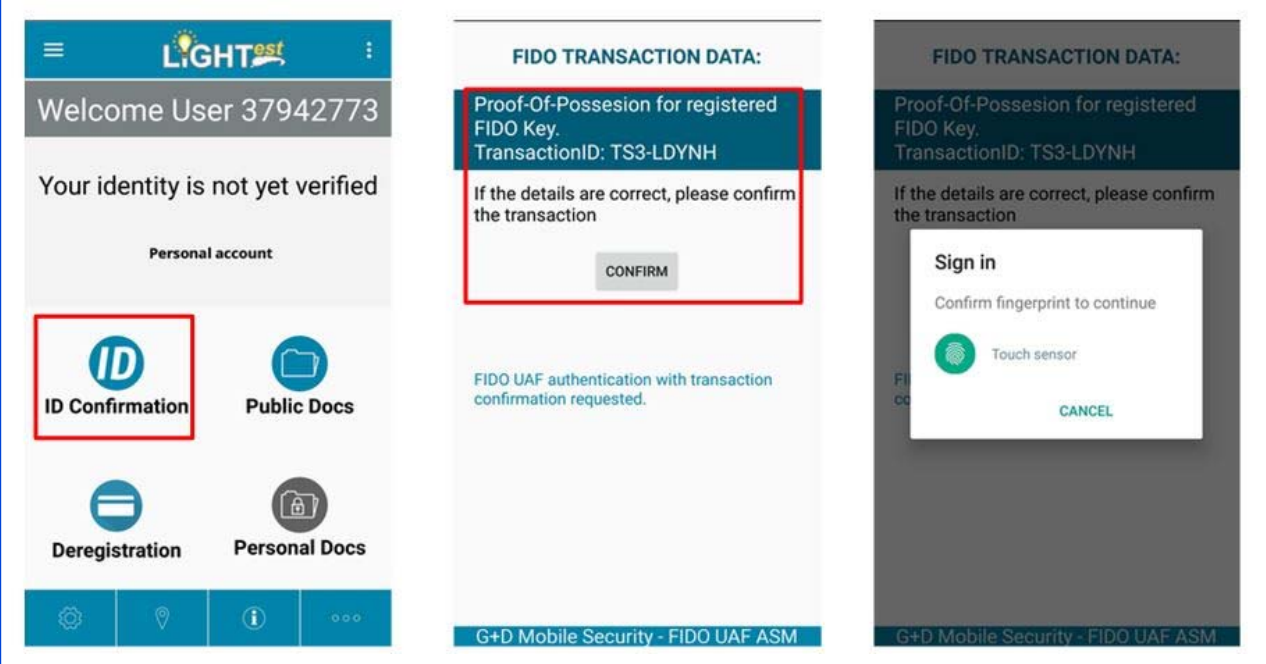 LIGHTest
Welcome User 37942773
Your identity is not yet verified
Personal account
ID
ID Confirmation
Public Docs
Deregistration
Personal Docs
FIDO TRANSACTION DATA:
Proof-Of-Possesion for registered
FIDO Key.
TransactionID: TS3-LDYNH
If the details are correct, please confirm
the transaction
CONFIRM
FIDO UAF authentication with transaction
confirmation requested.
G+D Mobile Security - FIDO UAF ASM
FIDO TRANSACTION DATA:
Proof-Of-Possesion for registered
FIDO Key.
TransactionID: TS3-LDYNH
If the details are correct, please confirm
the transaction
Sign in
Confirm fingerprint to continue
Touch sensor
CANCEL
FI
co
G+D Mobile Security - FIDO UAF ASM